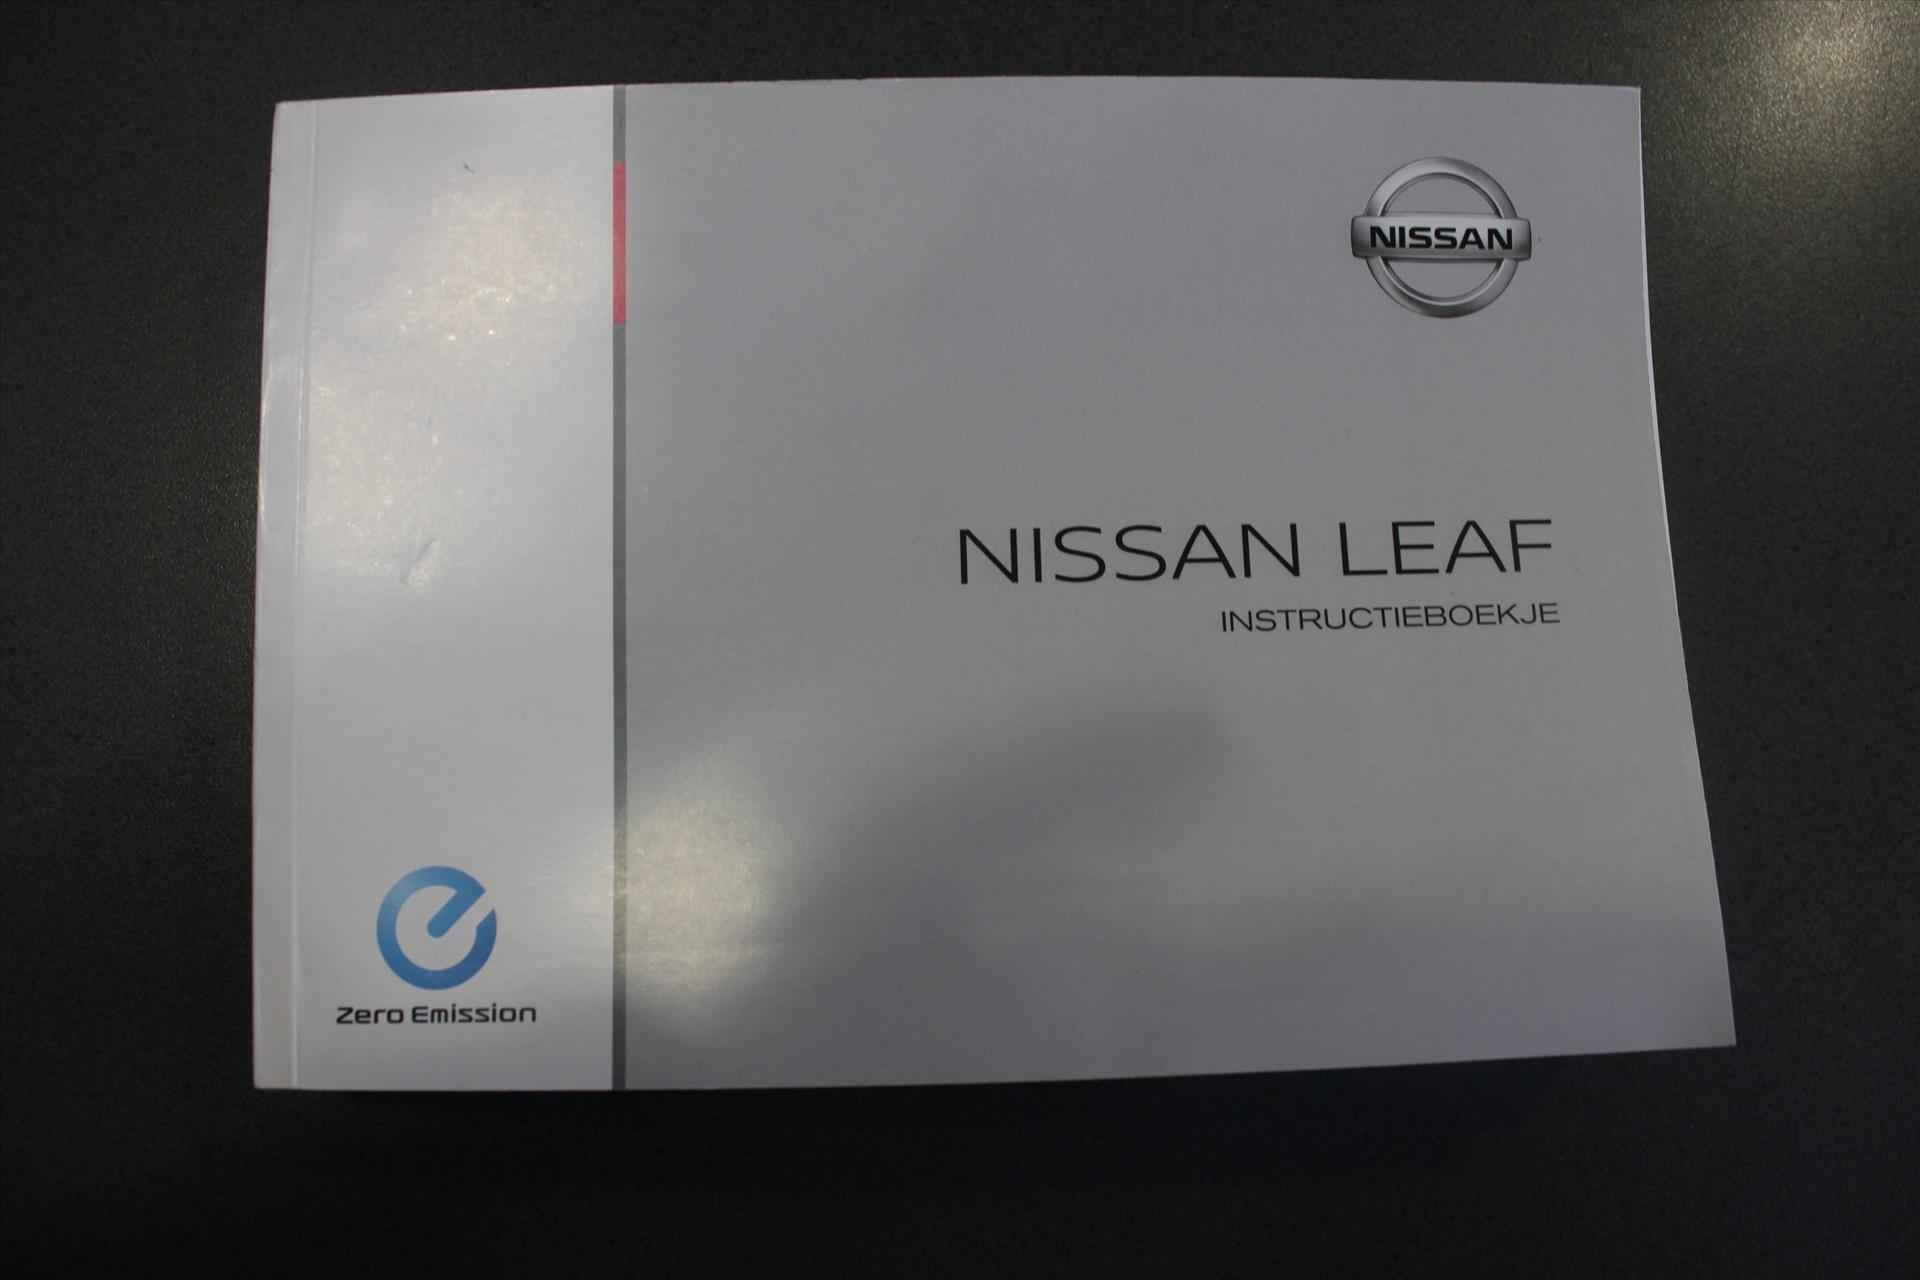 NISSAN
NISSAN LEAF
INSTRUCTIEBOEKJE
Zero Emission